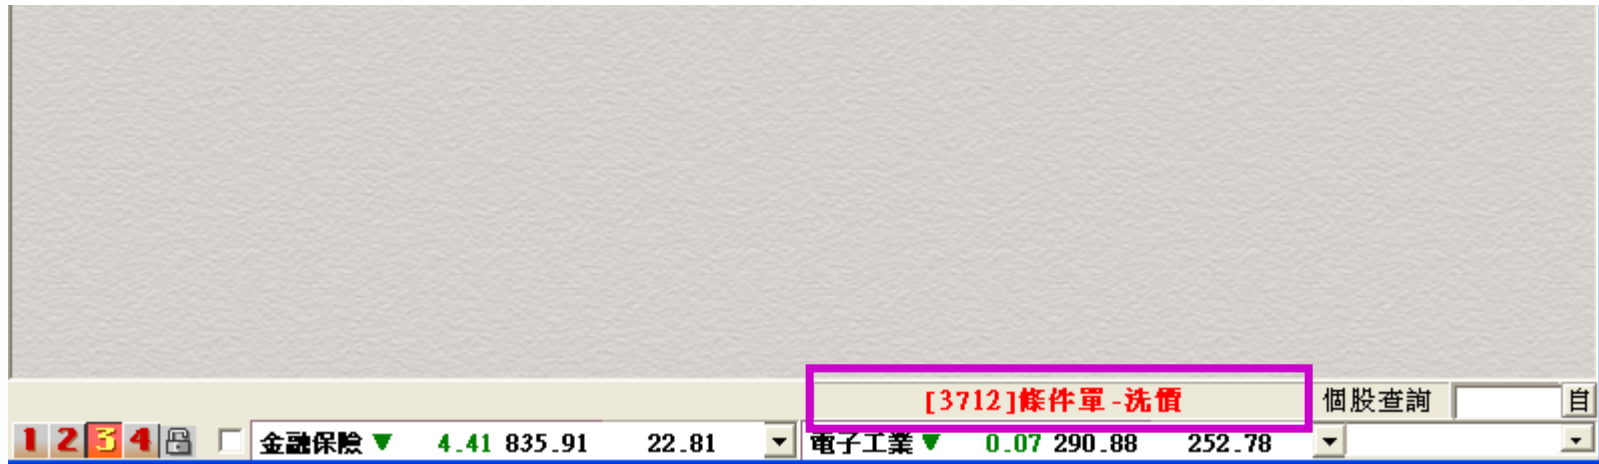 [3712]條件單-洗價 個股查詢 自
1 2 3 4 金融保險 ▼ 4.41 835.91 22.81 電子工業 ▼ 0.07 290.88 252.78